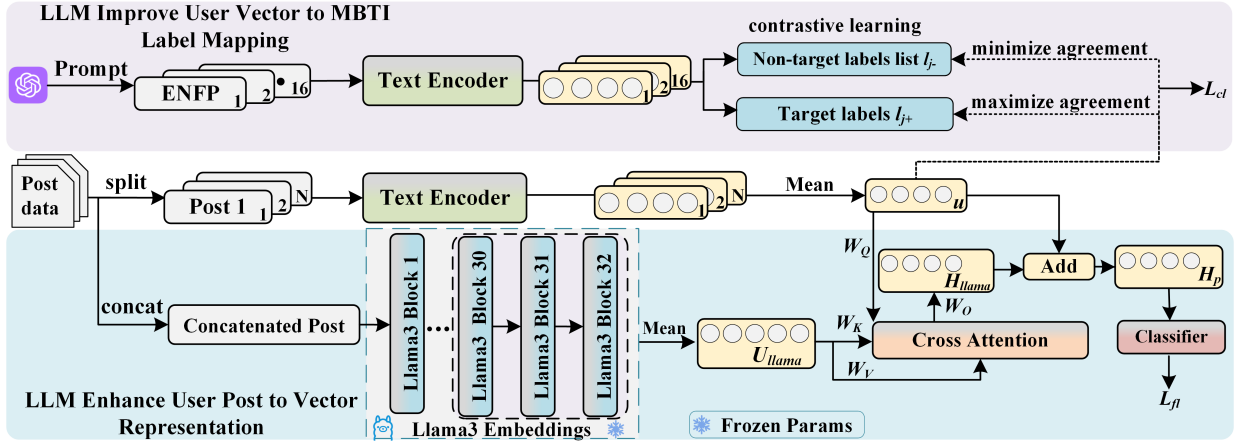 LLM Improve User Vector to MBTI
Label Mapping
Prompt
ENFP 1 2 16
Text Encoder
1 2 16
contrastive learning
Non-target labels list lj-
Target labels lj+
minimize agreement
maximize agreement
Lcl
Post
data
split
Post 1 1 2 N
Text Encoder
1 2 N
Mean
u
concat
Concatenated Post
Llama3 Block 1
Llama3 Block 30
Llama3 Block 31
Llama3 Block 32
Llama3 Embeddings
Mean
Ullama
WQ
WK
WV
Cross Attention
WO
Hllama
Add
Hp
Classifier
Lfl
LLM Enhance User Post to Vector
Representation
Frozen Params